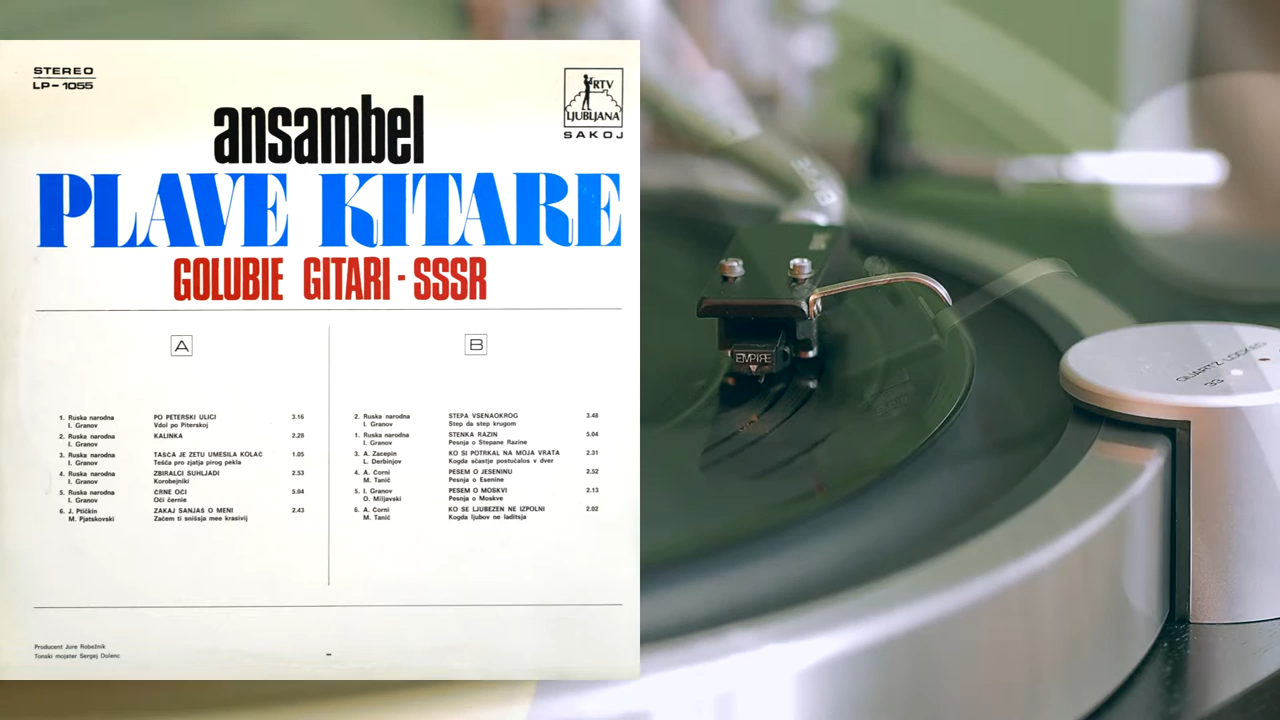 STEREO
LP-1055
RTV
LJUBLJANA
SAKOJ
ansambel
PLAVE KITARE
GOLUBIE GITARI - SSSR
A
1. Ruska narodna PO PETERSKI ULICI 3.16
I. Granov Vdol po Piterskoj
2. Ruska narodna KALINKA 2.28
I. Granov
3. Ruska narodna TAŠČA JE ZETU UMESILA KOLAČ 1.05
I. Granov Tešča pro zjatja pirog pekla
4. Ruska narodna ZBIRALCI SUHLJADI 2.53
I. Granov Korobejniki
5. Ruska narodna ČRNE OČI 5.04
I. Granov Oči černie
6. J. Ptičkin ZAKAJ SANJAŠ O MENI 2.43
M. Pjatskovski Začem ti snišsja mee krasivij
B
2. Ruska narodna STEPA VSENAOKROG 3.48
I. Granov Step da step krugom
1. Ruska narodna STENKA RAZIN 5.04
I. Granov Pesnja o Stepane Razine
3. A. Zacepin KO SI POTRKAL NA MOJA VRATA 2.31
L. Derbinjov Kogda sčastje postučalos v dver
4. A. Čorni PESEM O JESENINU 2.52
M. Tanič Pesnja o Esenine
5. I. Granov PESEM O MOSKVI 2.13
O. Miljavski Pesnja o Moskve
6. A. Čorni KO SE LJUBEZEN NE IZPOLNI 2.02
M. Tanič Kogda ljubov ne laditsja
Producent Jure Robežnik
Tonski mojster Sergej Dolenc
EMPIRE
QUARTZ LOCKED
33